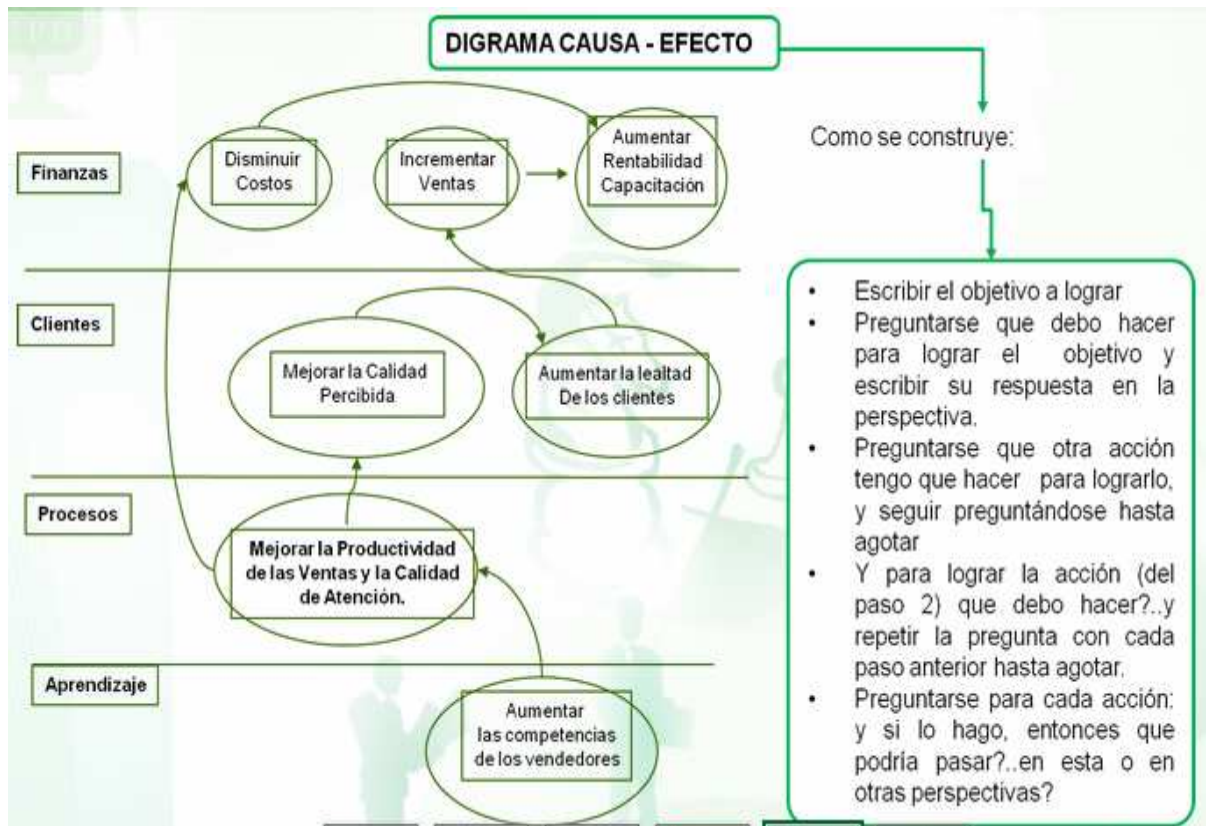 DIGRAMA CAUSA - EFECTO
Como se construye:
Finanzas
Disminuir
Costos
Incrementar
Ventas
Aumentar
Rentabilidad
Capacitación
Clientes
Mejorar la Calidad
Percibida
Aumentar la lealtad
De los clientes
Procesos
Mejorar la Productividad
de las Ventas y la Calidad
de Atención.
Aprendizaje
Aumentar
las competencias
de los vendedores
• Escribir el objetivo a lograr
• Preguntarse que debo hacer
para lograr el objetivo y
escribir su respuesta en la
perspectiva.
• Preguntarse que otra acción
tengo que hacer para lograrlo,
y seguir preguntándose hasta
agotar
• Y para lograr la acción (del
paso 2) que debo hacer?..y
repetir la pregunta con cada
paso anterior hasta agotar.
• Preguntarse para cada acción:
y si lo hago, entonces que
podría pasar?..en esta o en
otras perspectivas?